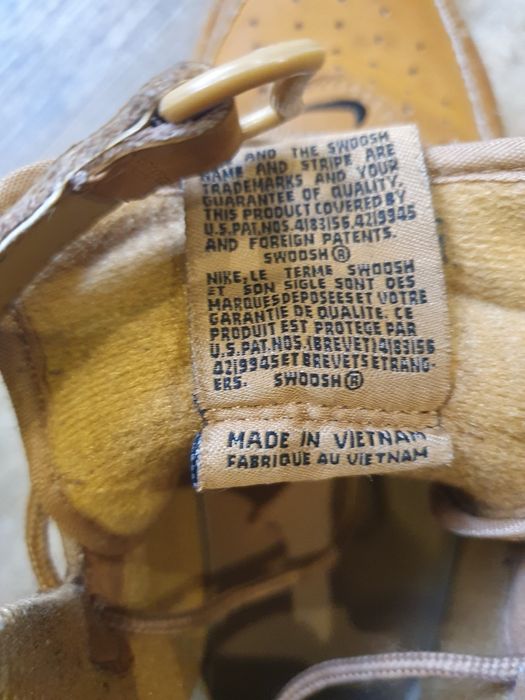 AND THE SWOOSH
NAME AND STRIPE ARE
TRADEMARKS AND YOUR
GUARANTEE OF QUALITY.
THIS PRODUCT COVERED BY
U.S.PAT.NOS.4183156,4219945
AND FOREIGN PATENTS.
SWOOSH®
NIKE, LE TERME SWOOSH
ET SON SIGLE SONT DES
MARQUES DEPOSEES ET VOTRE
GARANTIE DE QUALITE. CE
PRODUIT EST PROTEGE PAR
U.S.PAT.NOS.(BREVET)4183156
4219945 ET BREVETS ETRANG-
ERS. SWOOSH®
MADE IN VIETNAM
FABRIQUE AU VIETNAM